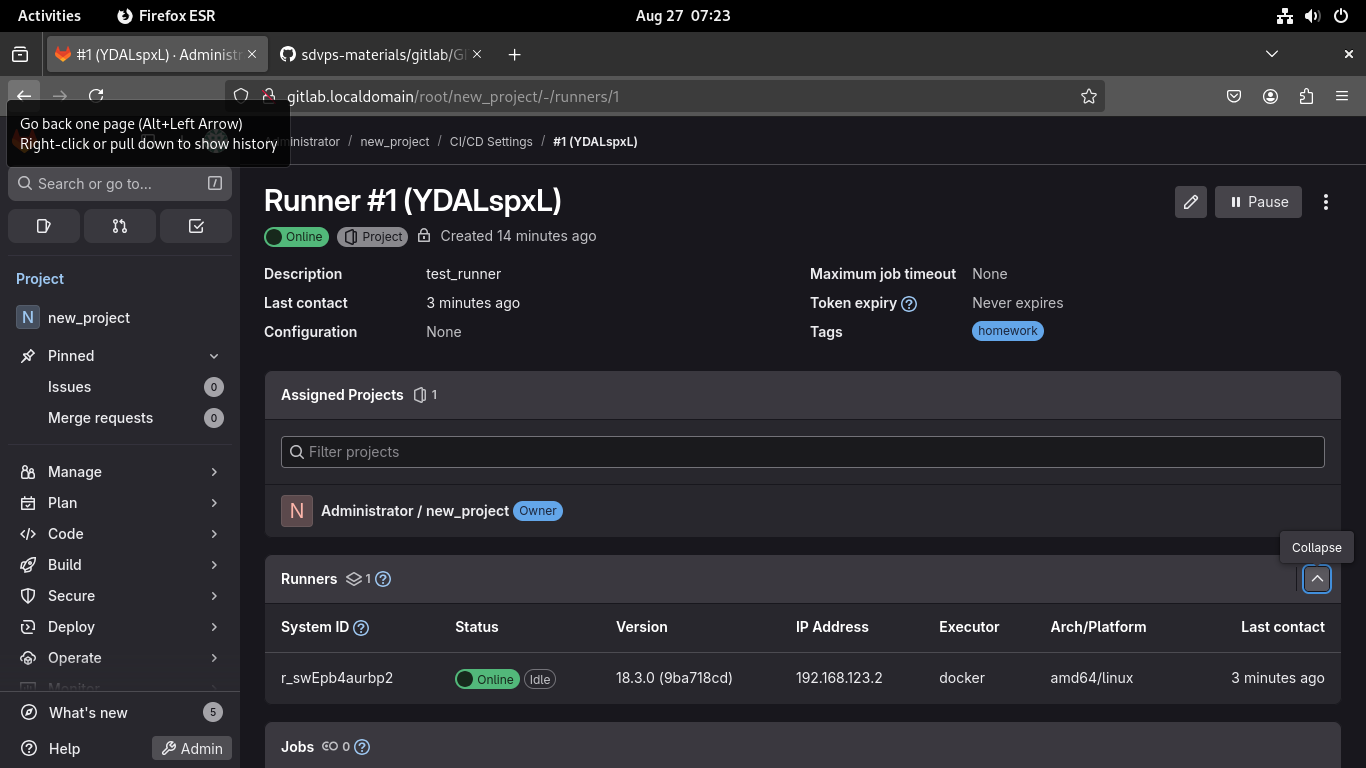 Activities Firefox ESR Aug 27 07:23
#1 (YDALspxL) · Administr sdvps-materials/gitlab/G
gitlab.localdomain/root/new_project/-/runners/1
Go back one page (Alt+Left Arrow)
Right-click or pull down to show history
ministrator / new_project / CI/CD Settings / #1 (YDALspxL)
Search or go to... /
Project
N new_project
Pinned
Issues 0
Merge requests 0
Manage
Plan
Code
Build
Secure
Deploy
Operate
Monitor
What's new 5
Help Admin
Runner #1 (YDALspxL)
Pause
Online Project Created 14 minutes ago
Description test_runner
Last contact 3 minutes ago
Configuration None
Maximum job timeout None
Token expiry ? Never expires
Tags homework
Assigned Projects 1
Filter projects
N Administrator / new_project Owner
Collapse
Runners 1 ?
System ID ? Status Version IP Address Executor Arch/Platform Last contact
r_swEpb4aurbp2 Online Idle 18.3.0 (9ba718cd) 192.168.123.2 docker amd64/linux 3 minutes ago
Jobs 0 ?